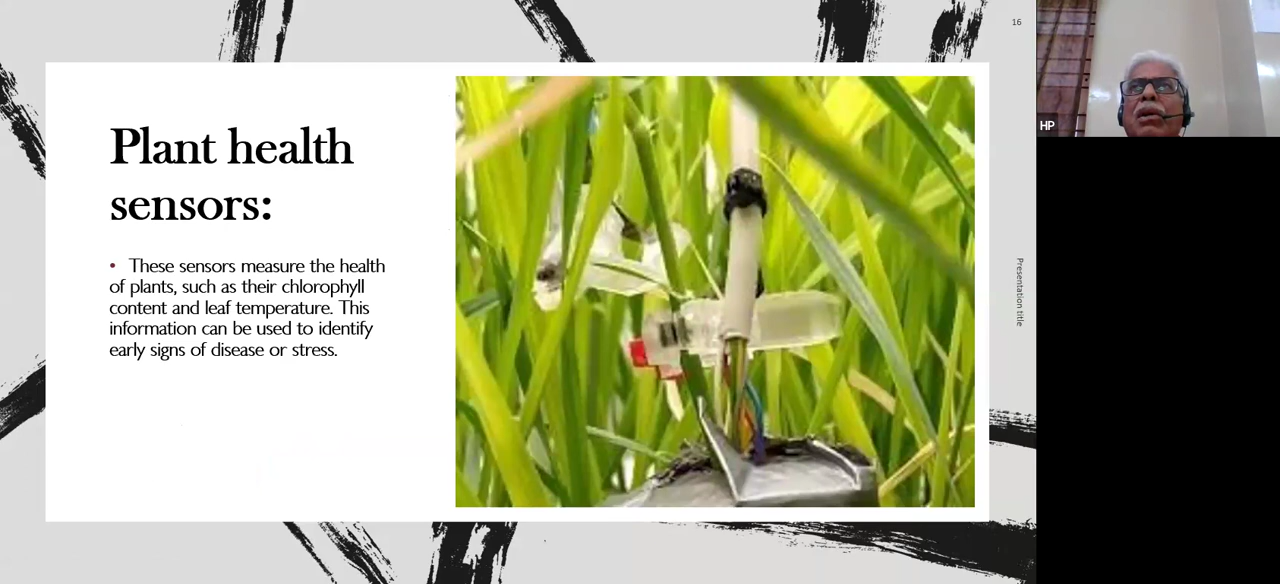 16
Plant health
sensors:
• These sensors measure the health
of plants, such as their chlorophyll
content and leaf temperature. This
information can be used to identify
early signs of disease or stress.
Presentation title
HP